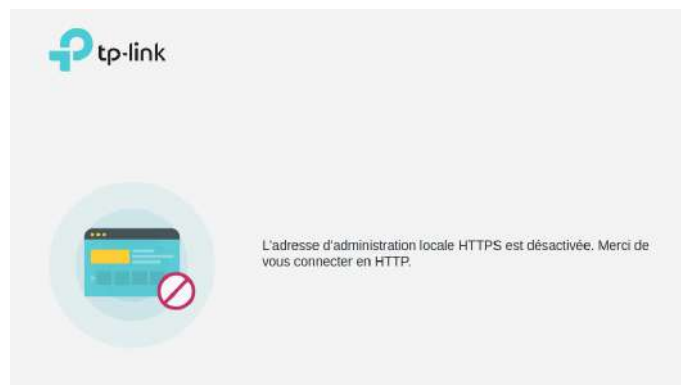 tp-link
L'adresse d'administration locale HTTPS est désactivée. Merci de
vous connecter en HTTP.